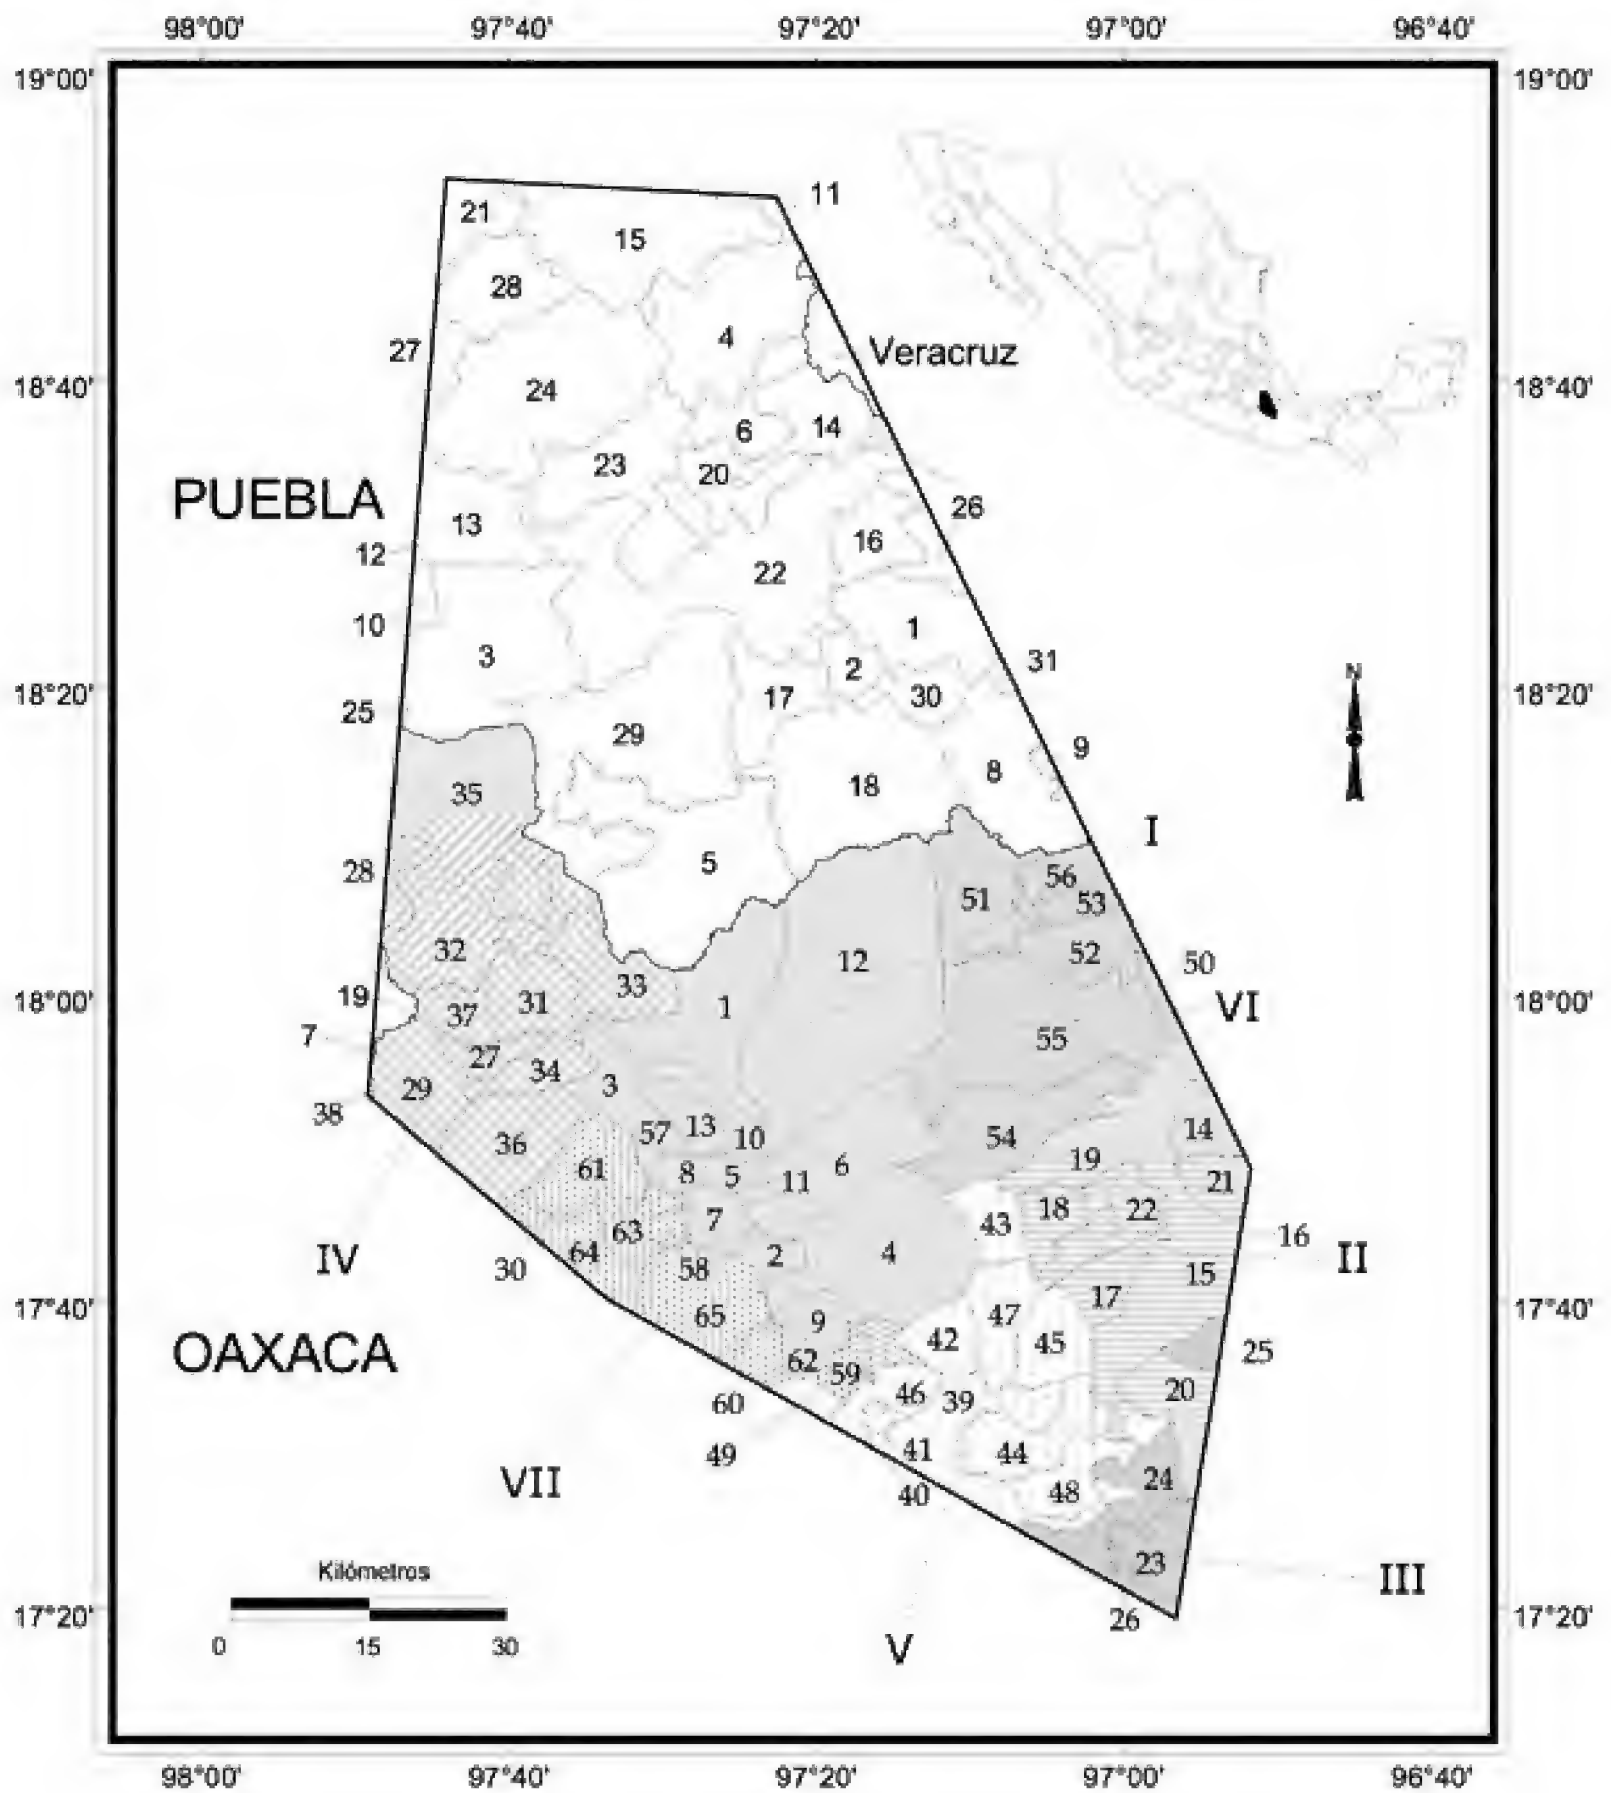 98°00' 97°40' 97°20' 97°00' 96°40'
19°00' 19°00'
11
21
15
28
4
27
Veracruz
18°40' 24 18°40'
6 14
23
20
PUEBLA
26
13
16
12
22
10
1
3
2
31
18°20' 17 30 18°20'
25
29
9
8
18
35
I
5
28
51 56
53
32 12 52 50
33
19 31 1
18°00' 37 VI 18°00'
7
27 55
34
29 3
38
57 13 10 54 14
36
61 8 5 11 6 19
21
18 22
7 43
63 16
64 2 4
IV 30 58 15 II
17
17°40' 65 9 47 17°40'
42 45
OAXACA 62 25
59
60 46 39 20
49 41 44
VII 40 48 24
23
Kilómetros III
17°20' 26 17°20'
0 15 30 V
98°00' 97°40' 97°20' 97°00' 96°40'
N